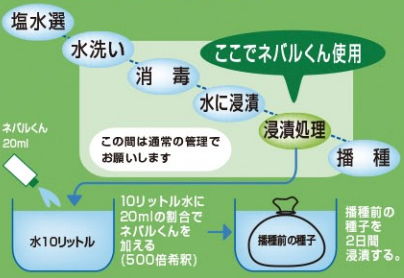 塩水選
水洗い
消毒
水に浸漬
ここでネバルくん使用
浸漬処理
播種
この間は通常の管理で
お願いします
ネバルくん
20ml
水10リットル
10リットル水に
20mlの割合で
ネバルくんを
加える
(500倍希釈)
播種前の種子
播種前の
種子を
2日間
浸漬する。